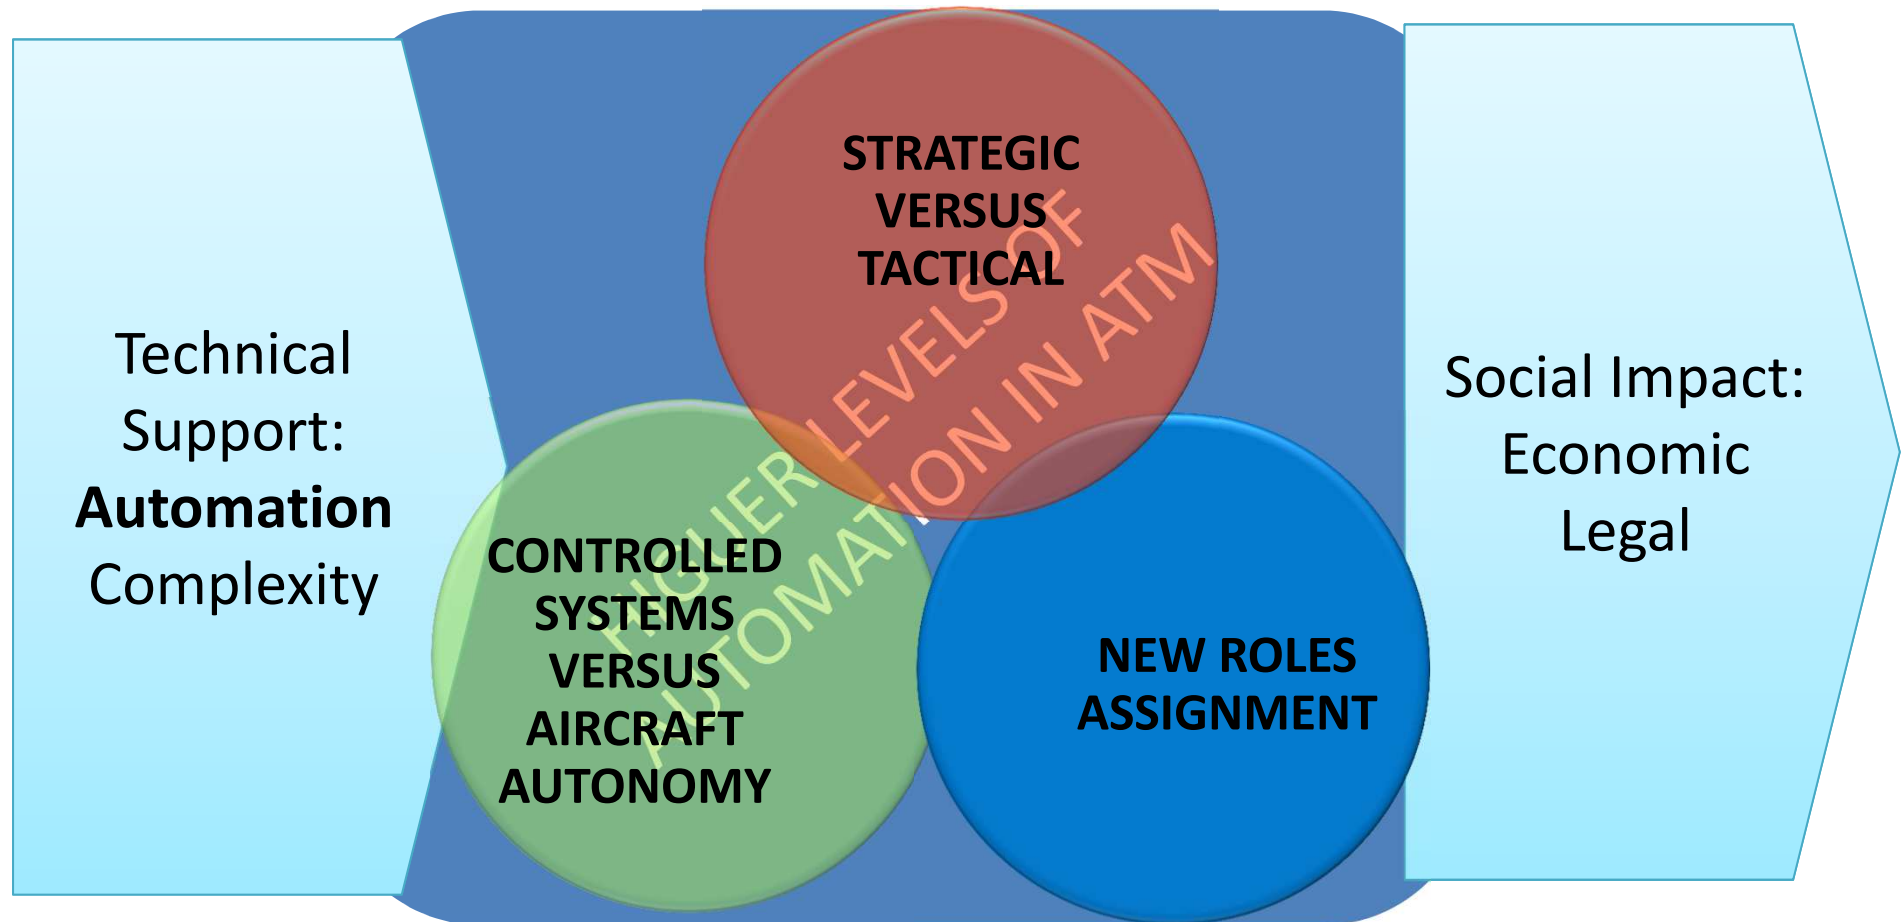 Technical
Support:
Automation
Complexity
STRATEGIC
VERSUS
TACTICAL
HIGUER LEVELS OF
AUTOMATION IN ATM
CONTROLLED
SYSTEMS
VERSUS
AIRCRAFT
AUTONOMY
NEW ROLES
ASSIGNMENT
Social Impact:
Economic
Legal